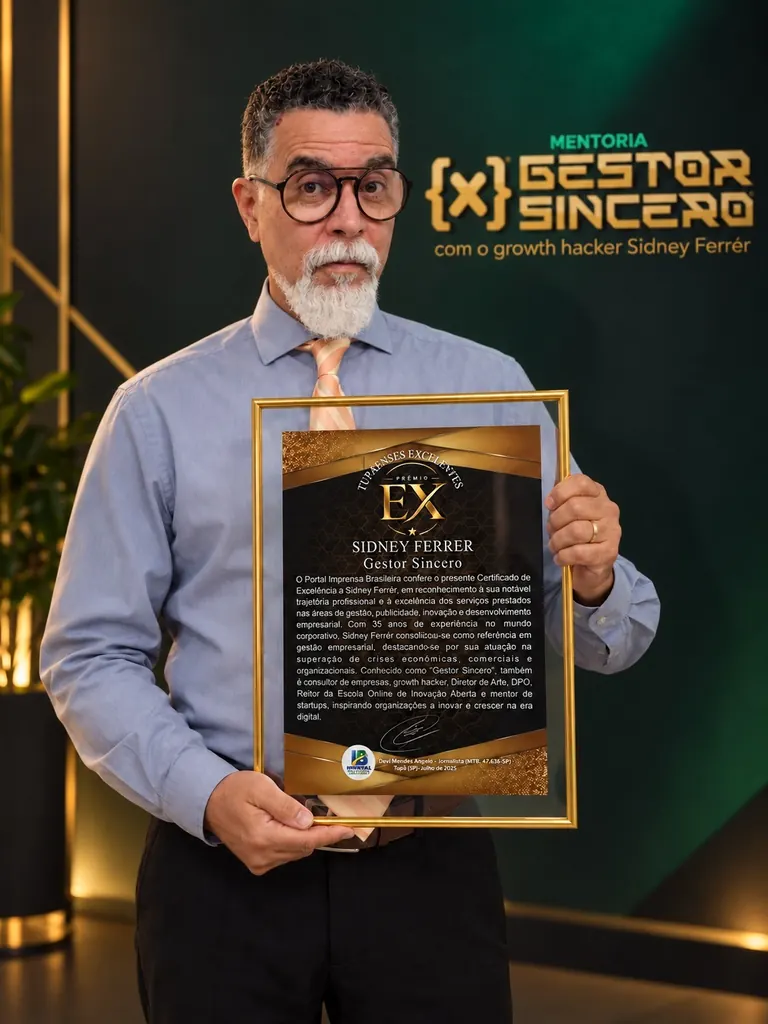 MENTORIA
{x}® GESTOR
SINCERO
com o growth hacker Sidney Ferrér
TUPÃENSES EXCELENTES
PRÊMIO
EX
SIDNEY FERRER
Gestor Sincero
O Portal Imprensa Brasileira confere o presente Certificado de
Excelência a Sidney Ferrér, em reconhecimento à sua notável
trajetória profissional e à excelência dos serviços prestados
nas áreas de gestão, publicidade, inovação e desenvolvimento
empresarial. Com 35 anos de experiência no mundo
corporativo, Sidney Ferrér consolidou-se como referência em
gestão empresarial, destacando-se por sua atuação na
superação de crises econômicas, comerciais e
organizacionais. Conhecido como "Gestor Sincero", também
é consultor de empresas, growth hacker, Diretor de Arte, DPO,
Reitor da Escola Online de Inovação Aberta e mentor de
startups, inspirando organizações a inovar e crescer na era
digital.
Devi Mendes Angelo - Jornalista (MTB. 47.636-SP)
Tupã (SP)- Julho de 2025